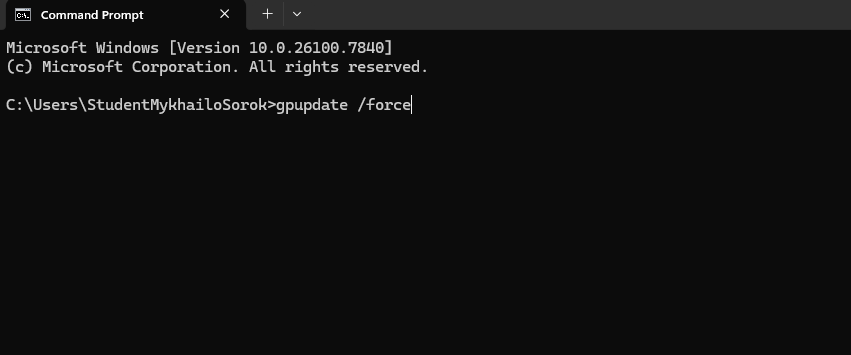 Command Prompt
Microsoft Windows [Version 10.0.26100.7840]
(c) Microsoft Corporation. All rights reserved.
C:\Users\StudentMykhailoSorok>gpupdate /force